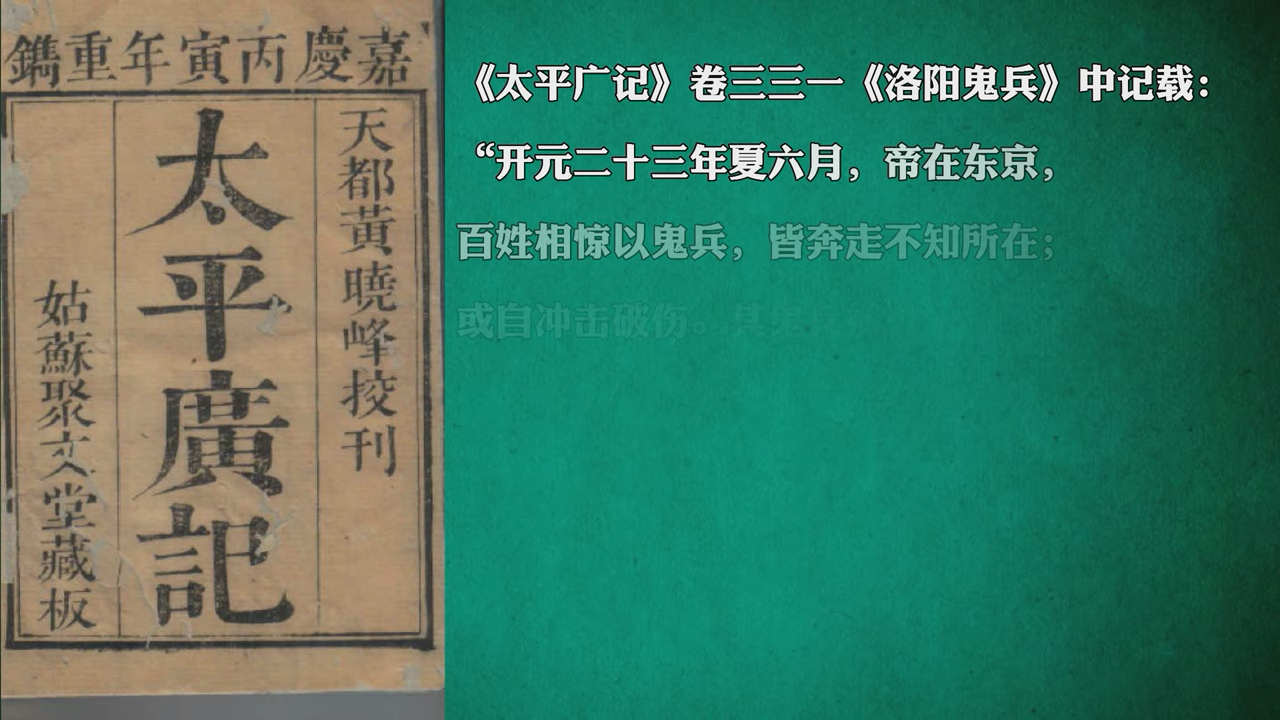 嘉慶丙寅年重鐫
天都黃曉峰挍刊
太平廣記
姑蘇聚文堂藏板
《太平广记》卷三三一《洛阳鬼兵》中记载：
“开元二十三年夏六月，帝在东京，
百姓相惊以鬼兵，皆奔走不知所在；
或自冲击破伤。其